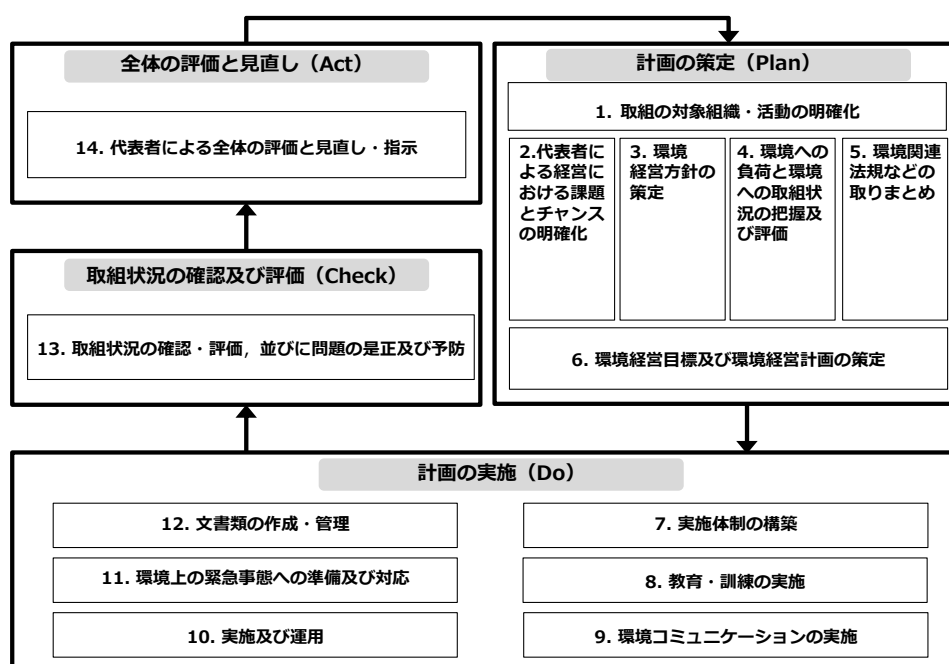 全体の評価と見直し（Act）
14. 代表者による全体の評価と見直し・指示
取組状況の確認及び評価（Check）
13. 取組状況の確認・評価，並びに問題の是正及び予防
計画の策定（Plan）
1. 取組の対象組織・活動の明確化
2.代表者に
よる経営に
おける課題
とチャンス
の明確化
3. 環境
経営方針の
策定
4. 環境への
負荷と環境
への取組状
況の把握及
び評価
5. 環境関連
法規などの
取りまとめ
6. 環境経営目標及び環境経営計画の策定
計画の実施（Do）
12. 文書類の作成・管理
11. 環境上の緊急事態への準備及び対応
10. 実施及び運用
7. 実施体制の構築
8. 教育・訓練の実施
9. 環境コミュニケーションの実施